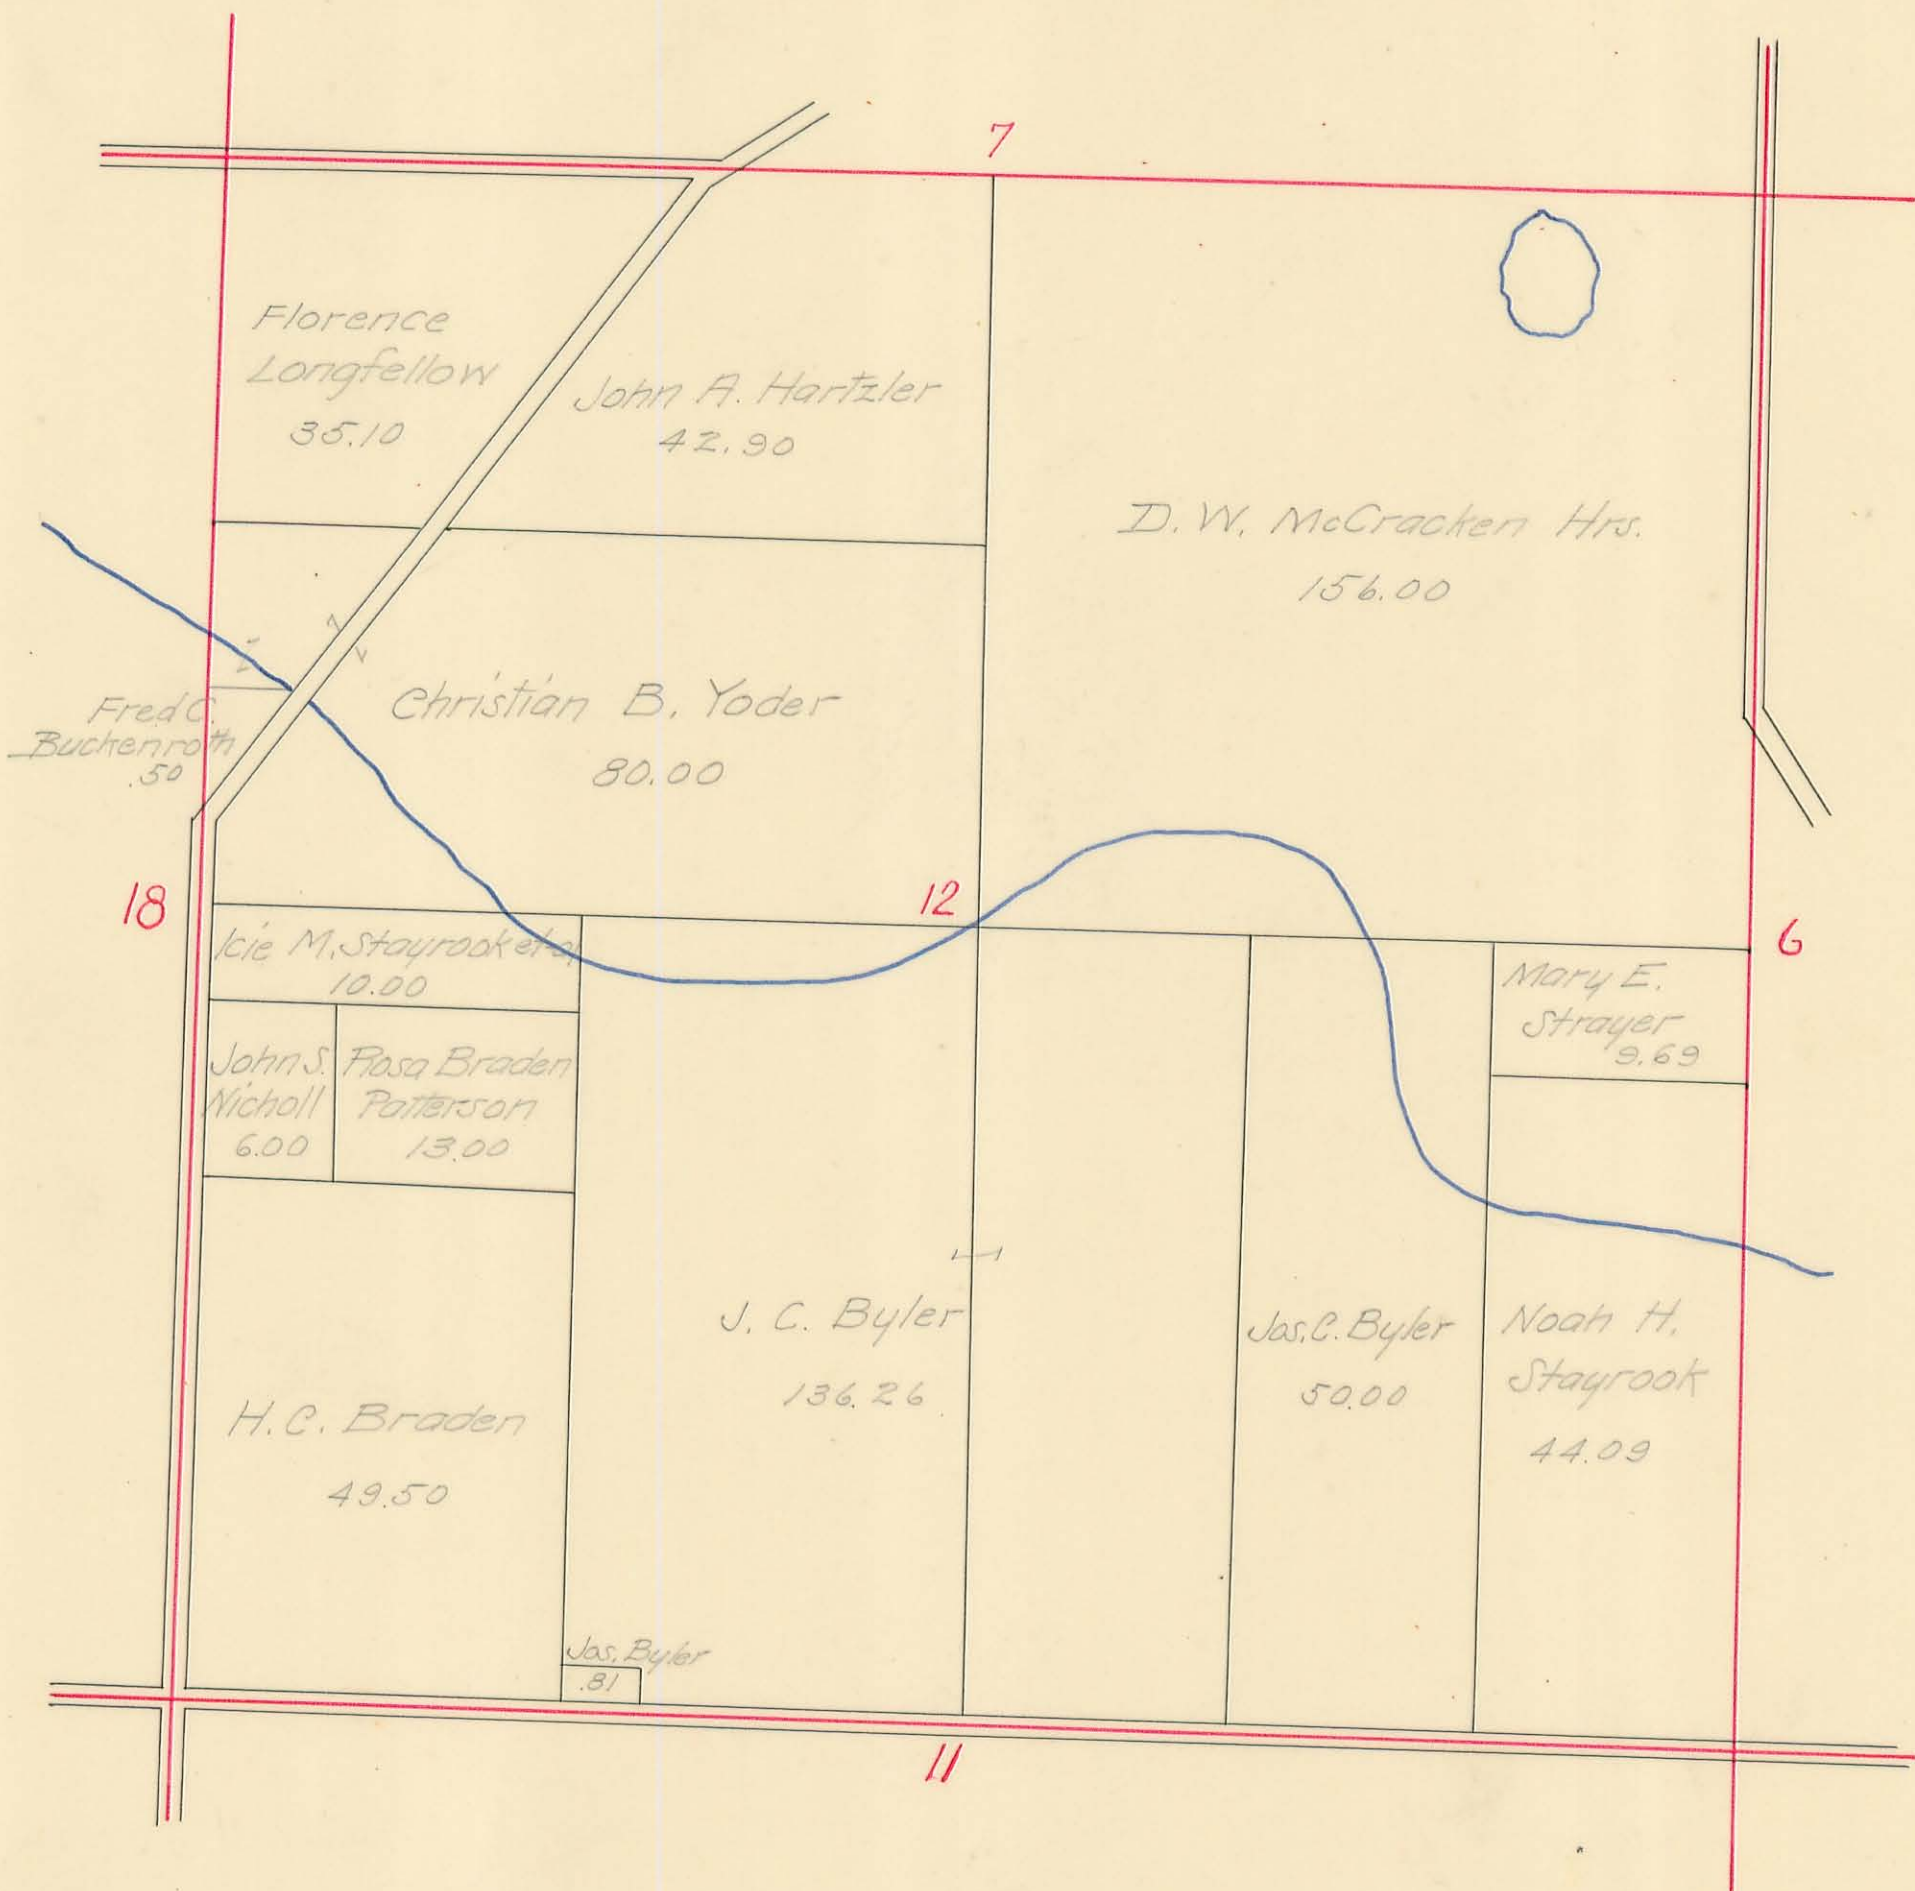 7
Florence
Longfellow
35.10
John A. Hartzler
42.90
D. W. McCracken Hrs.
156.00
Fred C.
Buckenroth
.50
Christian B. Yoder
80.00
18
12
6
Icie M. Stayrook et al
10.00
Mary E.
Strayer
9.69
John S.
Nicholl
6.00
Rosa Braden
Patterson
13.00
J. C. Byler
136.26
Jos. C. Byler
50.00
Noah H.
Stayrook
44.09
H. C. Braden
49.50
Jos. Byler
.81
11